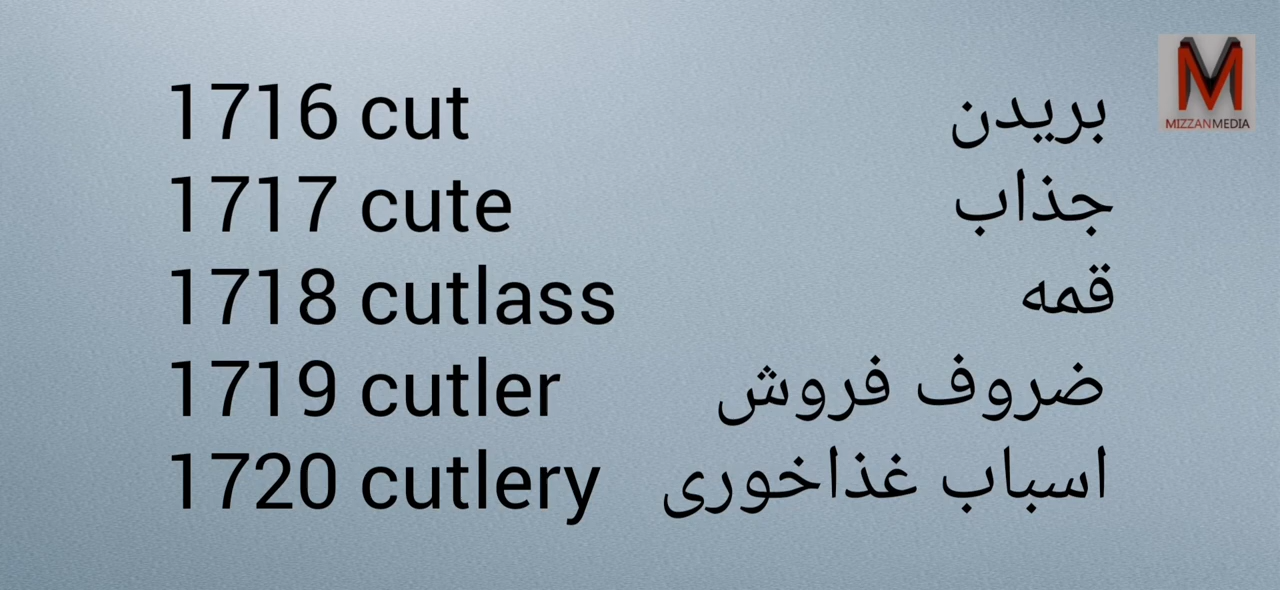 1716 cut بریدن
1717 cute جذاب
1718 cutlass قمه
1719 cutler ضروف فروش
1720 cutlery اسباب غذاخوری
M
MIZZANMEDIA